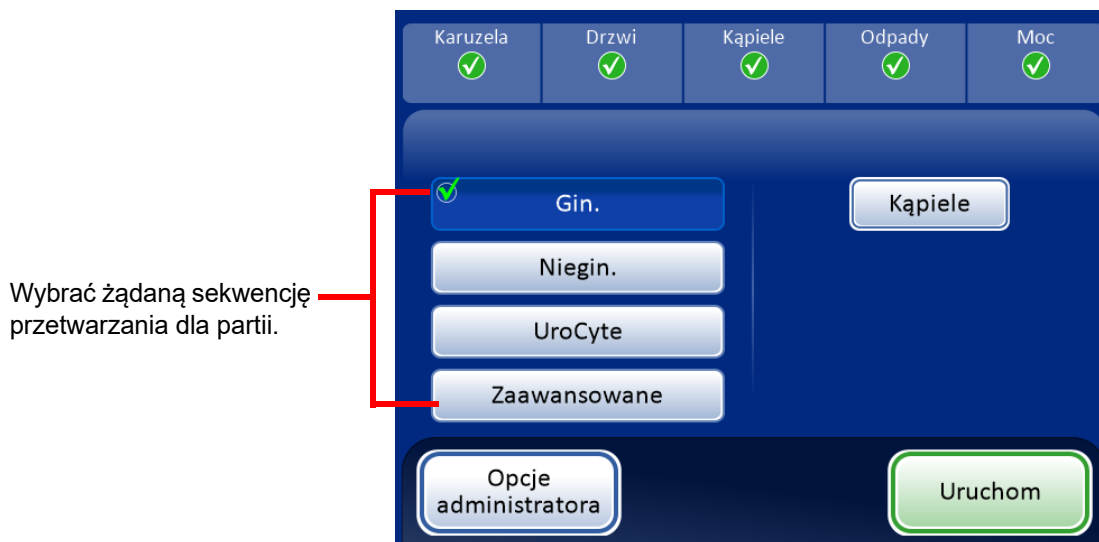 Karuzela
Drzwi
Kąpiele
Odpady
Moc
Gin.
Kąpiele
Niegin.
Wybrać żądaną sekwencję
przetwarzania dla partii.
UroCyte
Zaawansowane
Opcje
administratora
Uruchom